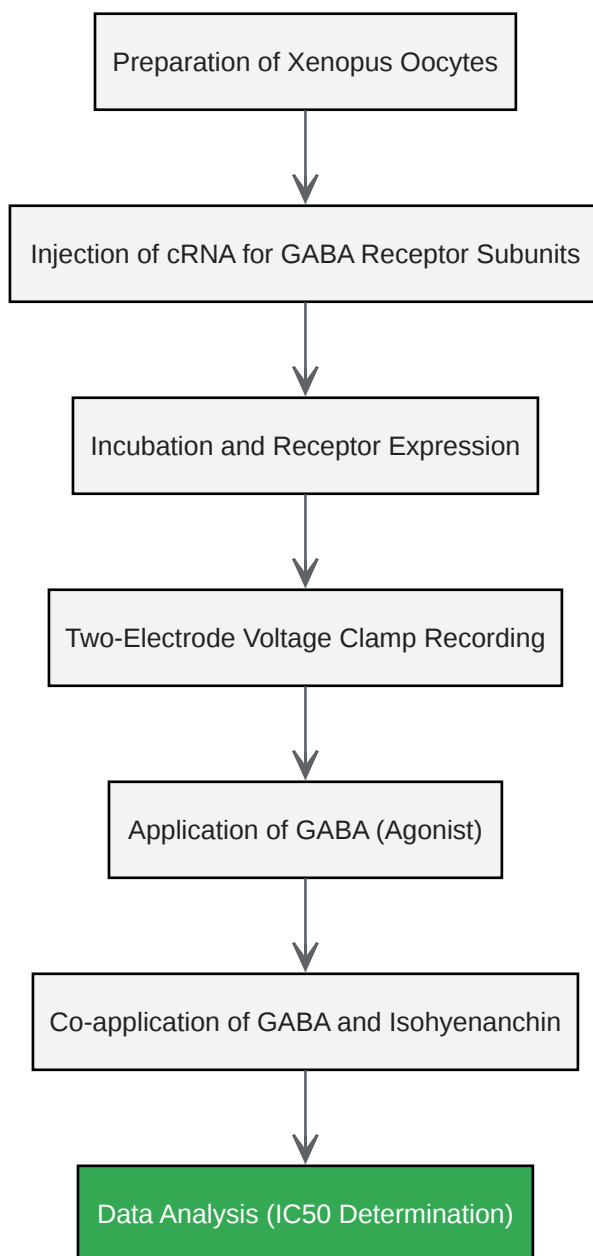 Preparation of Xenopus Oocytes
Injection of cRNA for GABA Receptor Subunits
Incubation and Receptor Expression
Two-Electrode Voltage Clamp Recording
Application of GABA (Agonist)
Co-application of GABA and Isohyenanchin
Data Analysis (IC50 Determination)